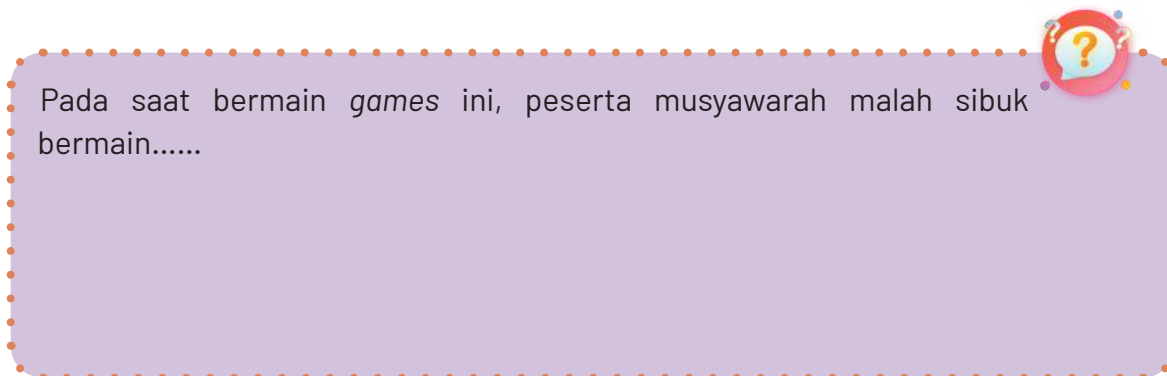 Pada saat bermain games ini, peserta musyawarah malah sibuk
bermain......